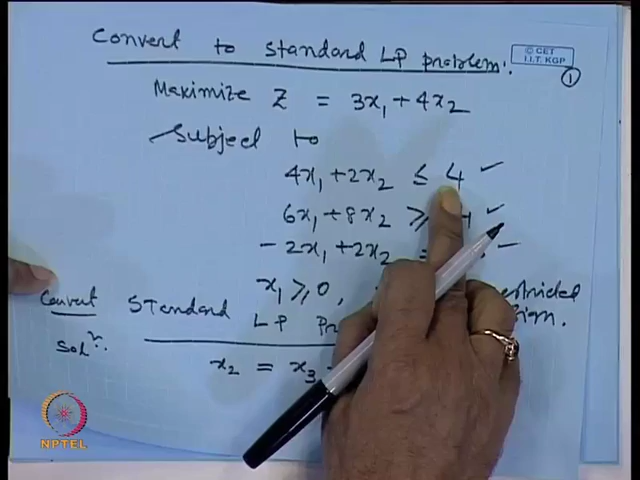 Convert to standard LP problem:
© CET
I.I.T. KGP
1
Maximize Z = 3x₁ + 4x₂
Subject to
4x₁ + 2x₂ ≤ 4 ✓
6x₁ + 8x₂ ≥ ✓
-2x₁ + 2x₂ =
x₁ ≥ 0,
Convert Standard
LP
Solⁿ.
x₂ = x₃
NPTEL